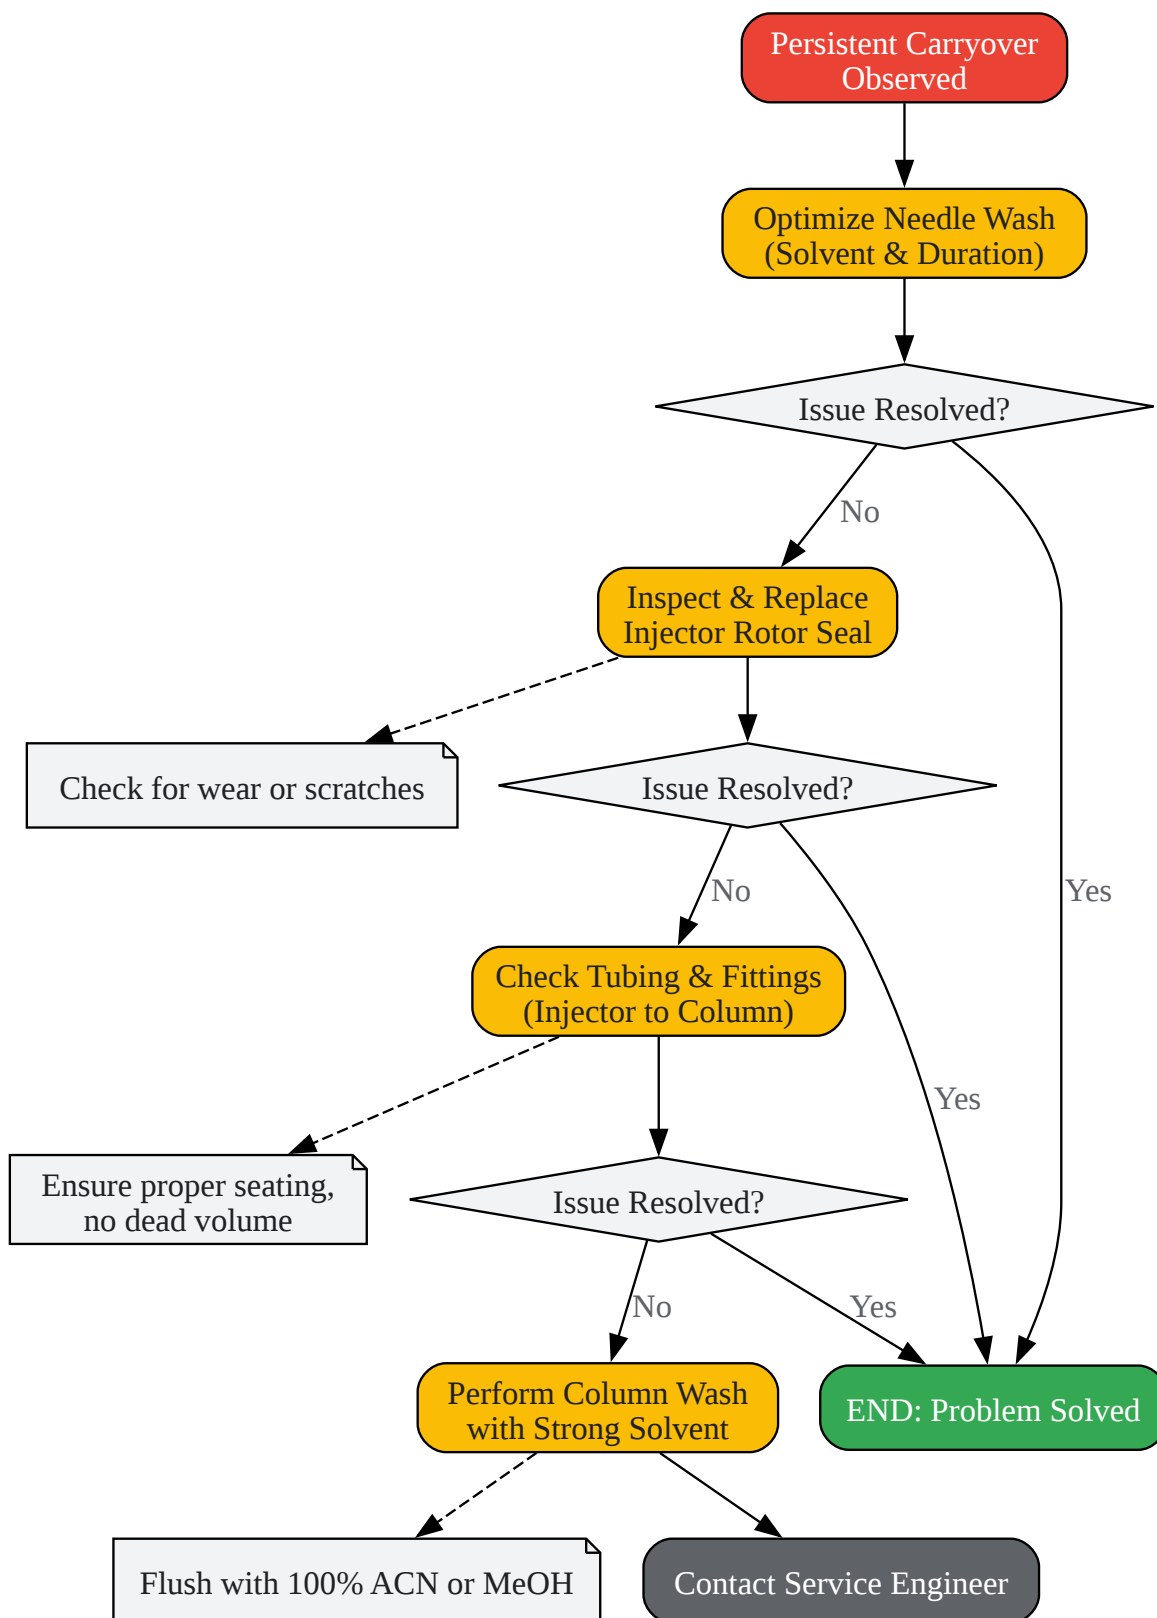 Persistent Carryover
Observed
Optimize Needle Wash
(Solvent & Duration)
Issue Resolved?
No
Inspect & Replace
Injector Rotor Seal
Check for wear or scratches
Issue Resolved?
No
Yes
Check Tubing & Fittings
(Injector to Column)
Yes
Ensure proper seating,
no dead volume
Issue Resolved?
No
Yes
Perform Column Wash
with Strong Solvent
END: Problem Solved
Flush with 100% ACN or MeOH
Contact Service Engineer